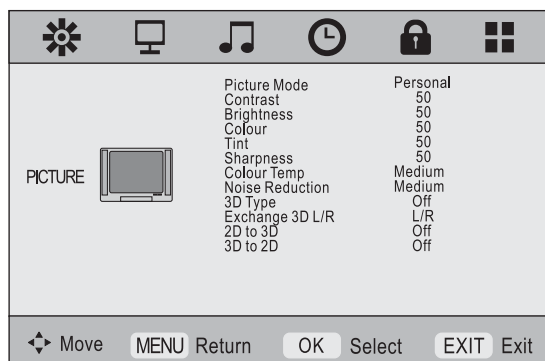 Picture Mode Personal
Contrast 50
Brightness 50
Colour 50
Tint 50
Sharpness 50
PICTURE
Colour Temp Medium
Noise Reduction Medium
3D Type Off
Exchange 3D L/R L/R
2D to 3D Off
3D to 2D Off
Move MENU Return OK Select EXIT Exit